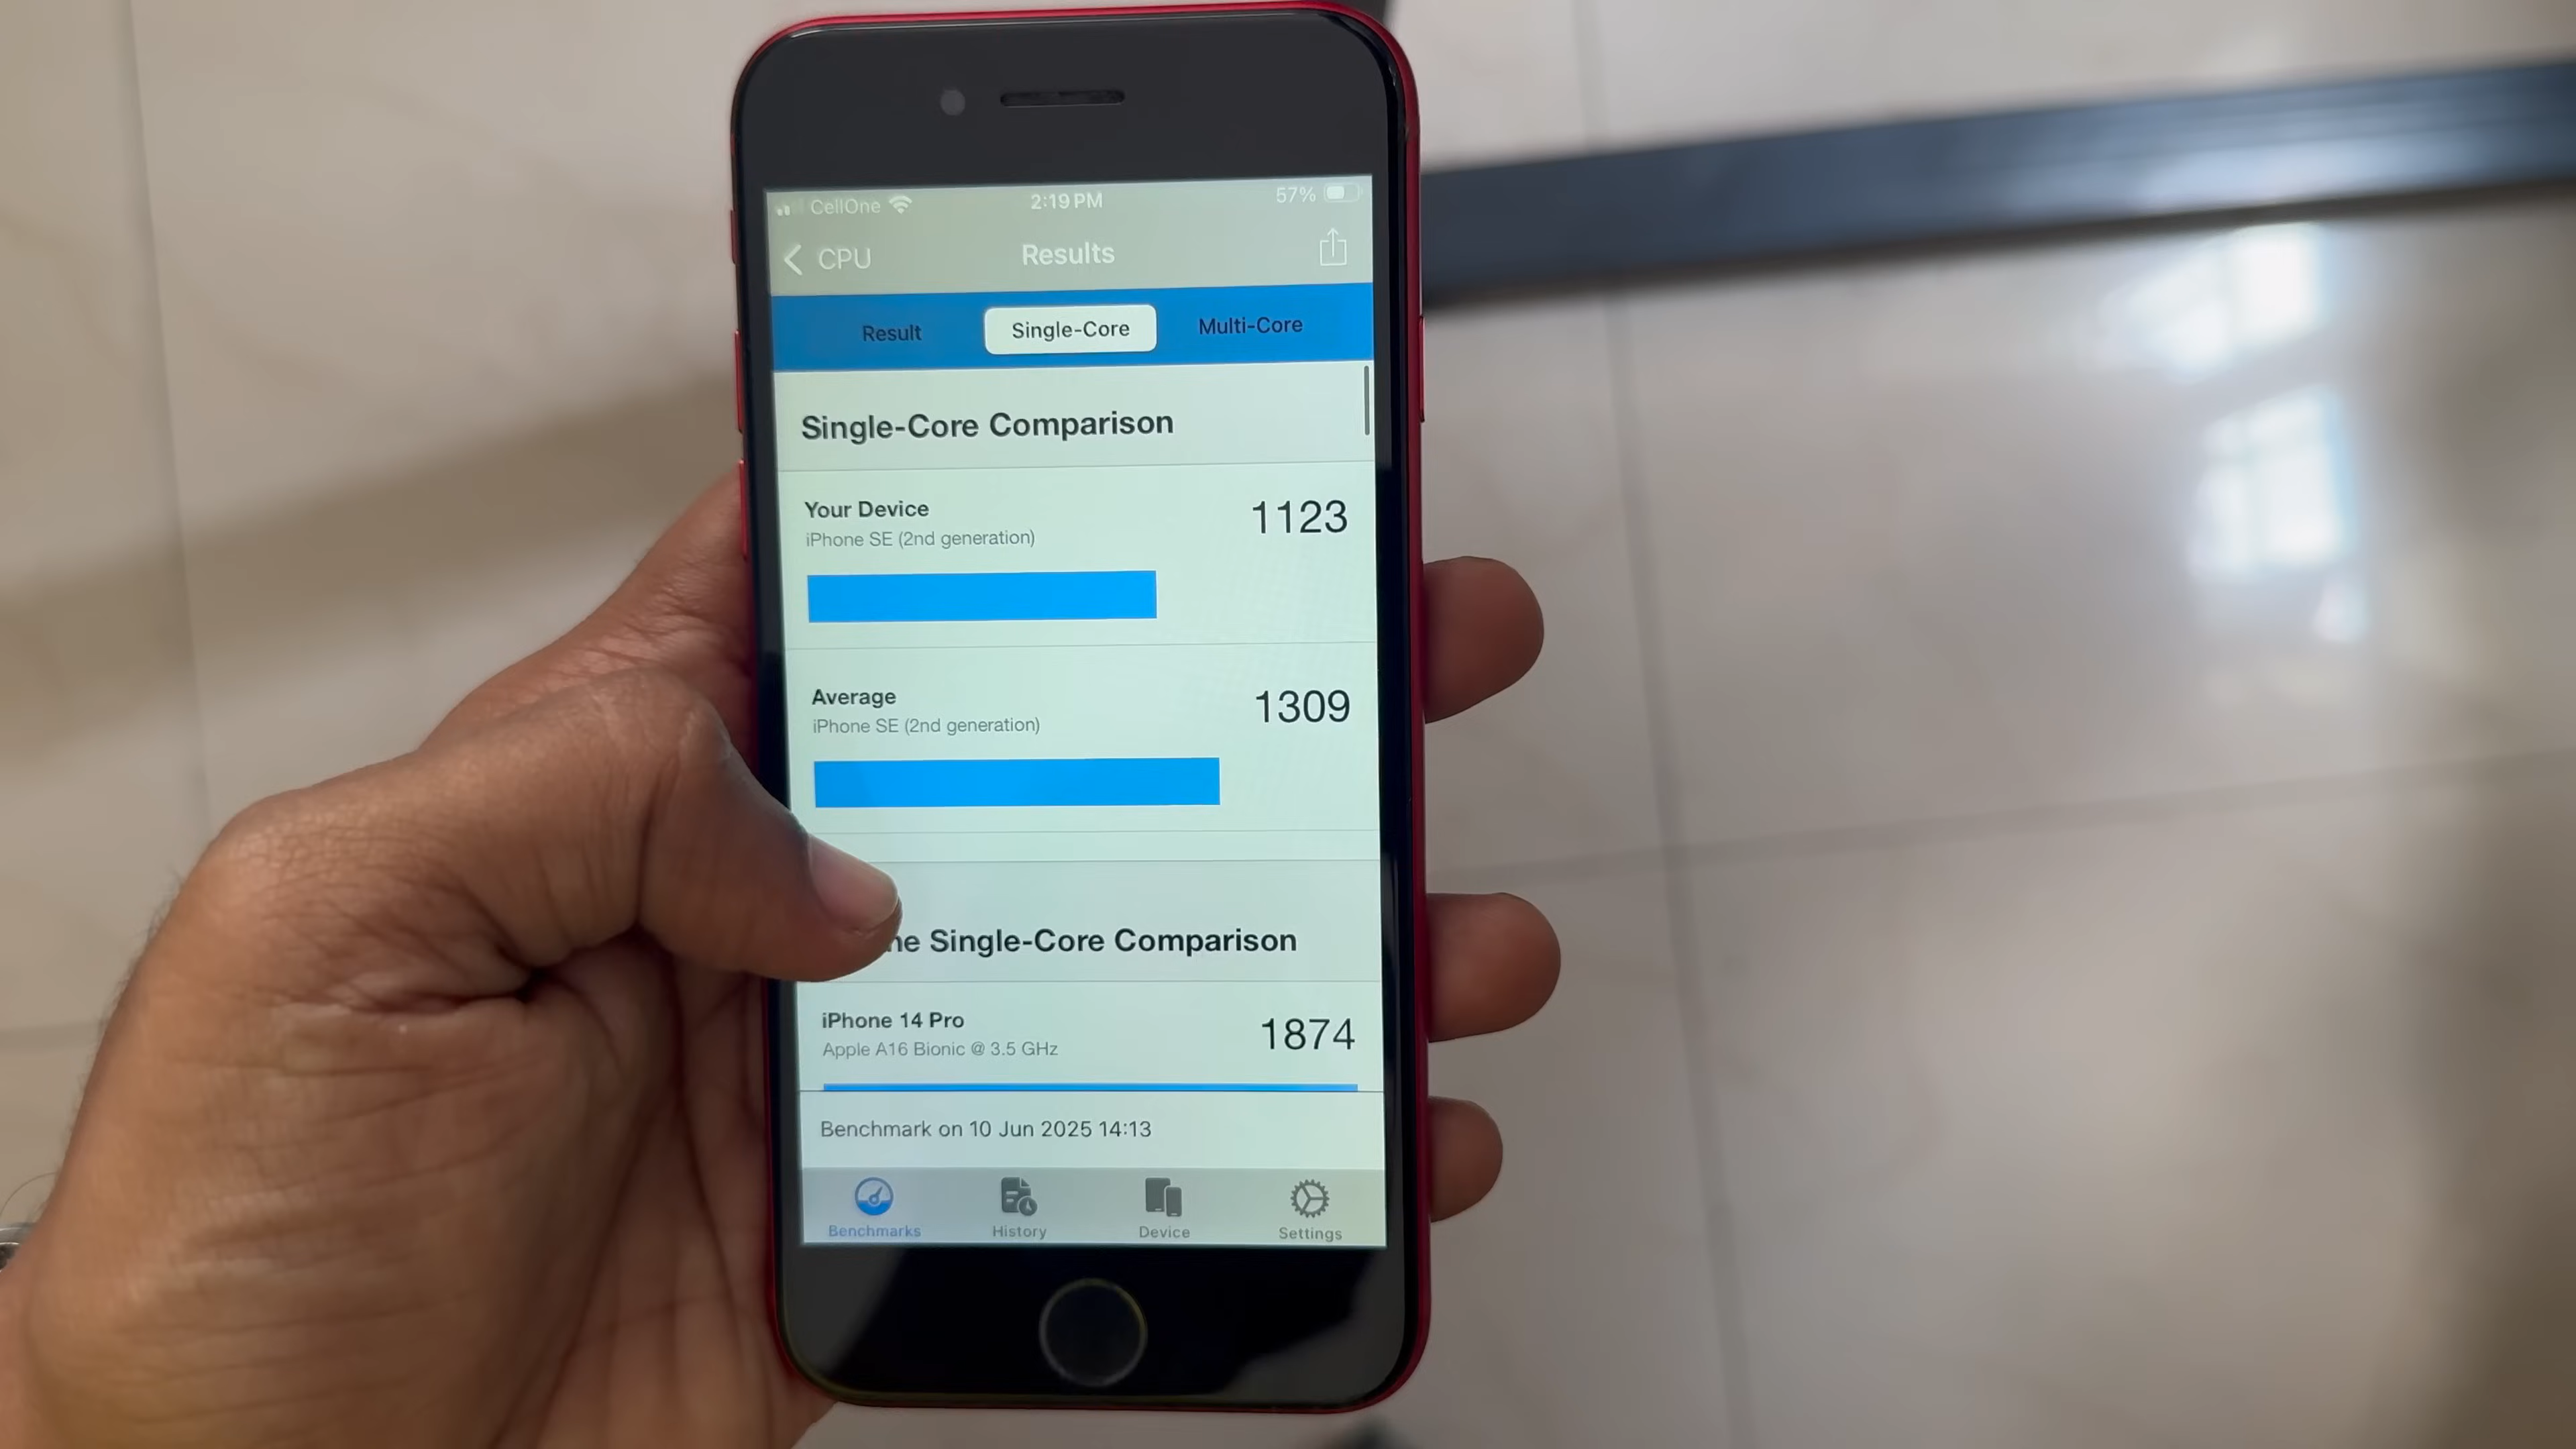 CellOne 2:19 PM 57%
CPU Results
Result Single-Core Multi-Core
Single-Core Comparison
Your Device 1123
iPhone SE (2nd generation)
Average 1309
iPhone SE (2nd generation)
ne Single-Core Comparison
iPhone 14 Pro 1874
Apple A16 Bionic @ 3.5 GHz
Benchmark on 10 Jun 2025 14:13
Benchmarks History Device Settings